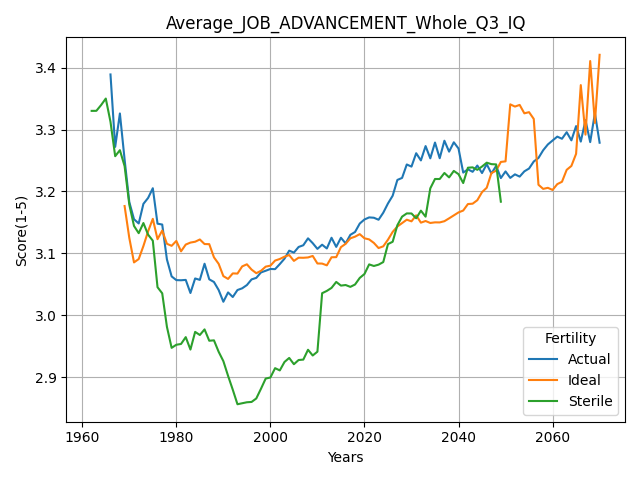 Average_JOB_ADVANCEMENT_Whole_Q3_IQ
Score(1-5)
3.4
3.3
3.2
3.1
3.0
2.9
1960 1980 2000 2020 2040 2060
Years
Fertility
Actual
Ideal
Sterile